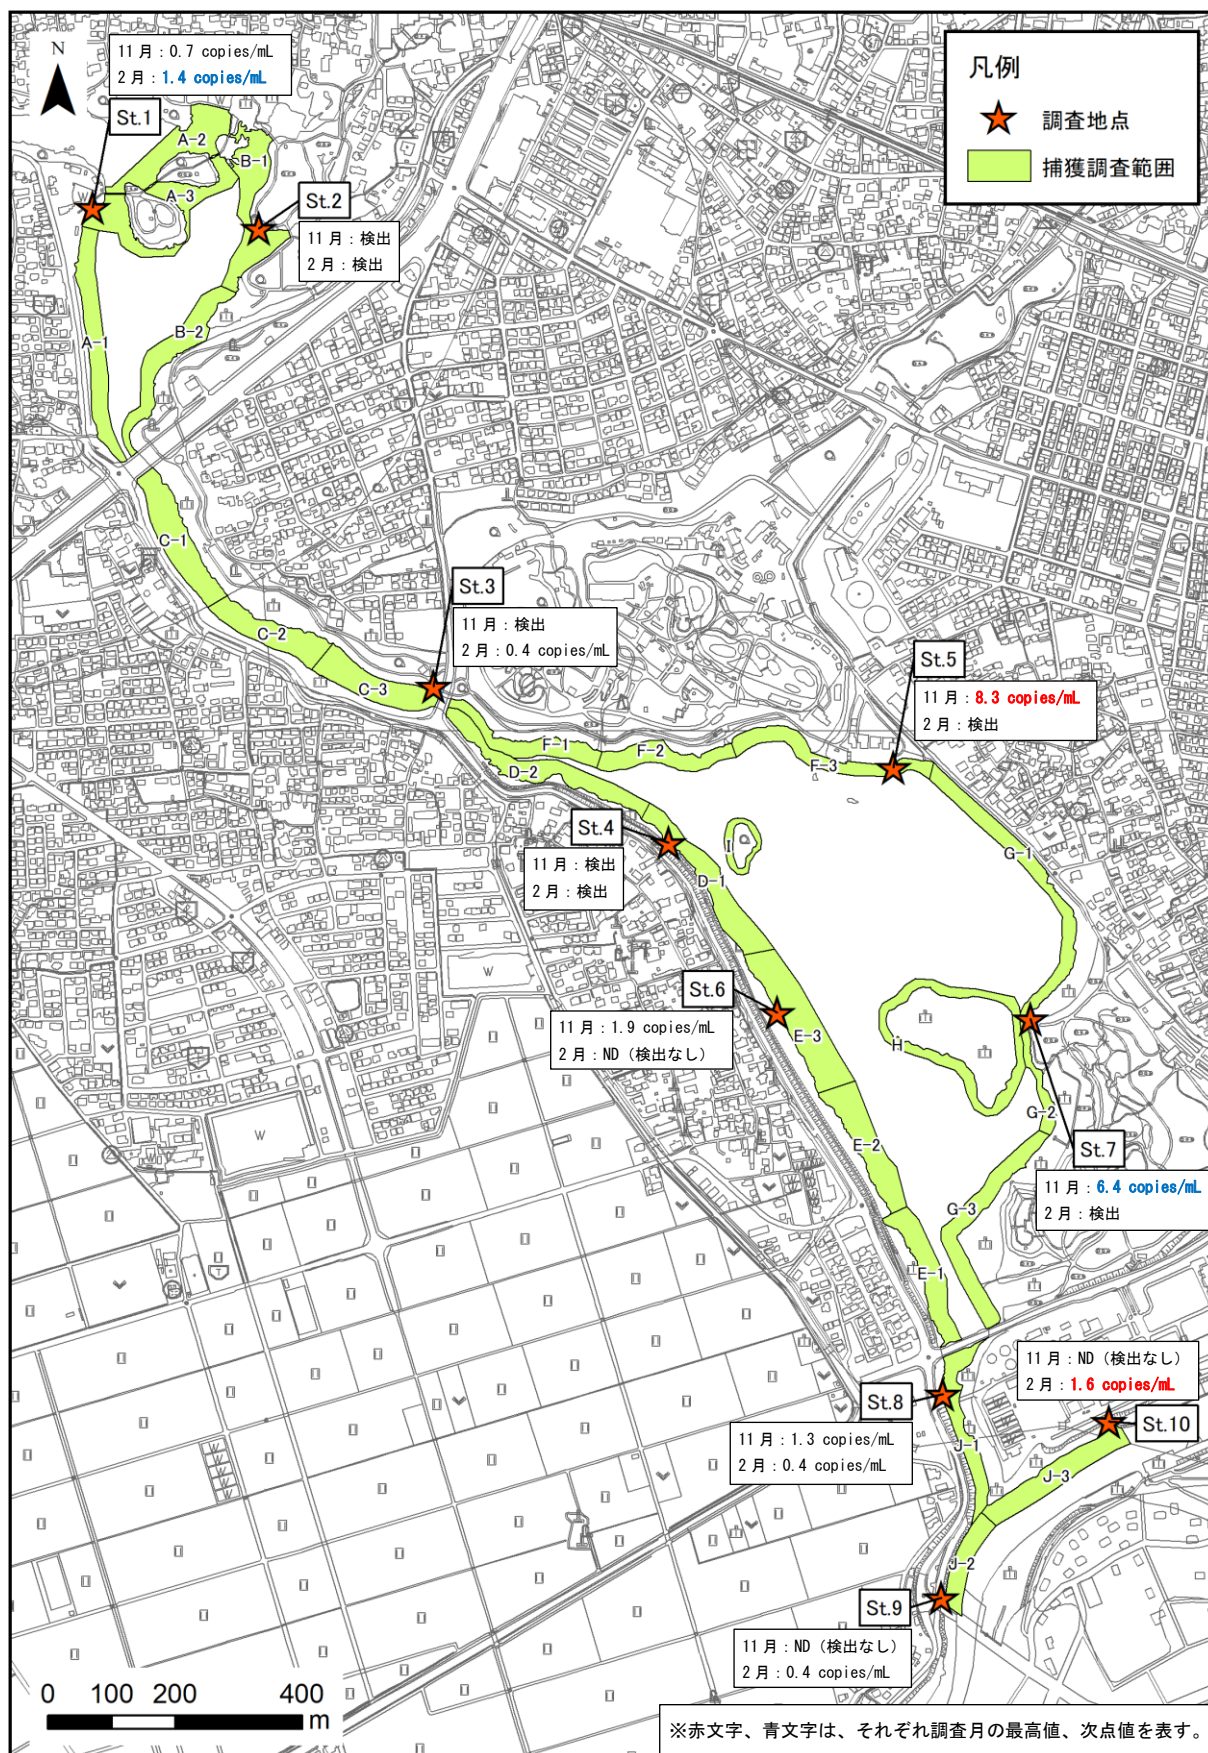 N
11月：0.7 copies/mL
2月：1.4 copies/mL
St.1
凡例
調査地点
捕獲調査範囲
A-2
B-1
A-3
St.2
11月：検出
2月：検出
A-1
B-2
C-1
C-2
C-3
St.3
11月：検出
2月：0.4 copies/mL
St.5
11月：8.3 copies/mL
2月：検出
F-1
F-2
F-3
D-2
St.4
11月：検出
2月：検出
I
D-1
G-1
St.6
11月：1.9 copies/mL
2月：ND（検出なし）
E-3
H
G-2
E-2
St.7
11月：6.4 copies/mL
2月：検出
G-3
E-1
11月：ND（検出なし）
2月：1.6 copies/mL
St.10
St.8
11月：1.3 copies/mL
2月：0.4 copies/mL
J-1
J-3
J-2
St.9
11月：ND（検出なし）
2月：0.4 copies/mL
0 100 200 400
m
※赤文字、青文字は、それぞれ調査月の最高値、次点値を表す。